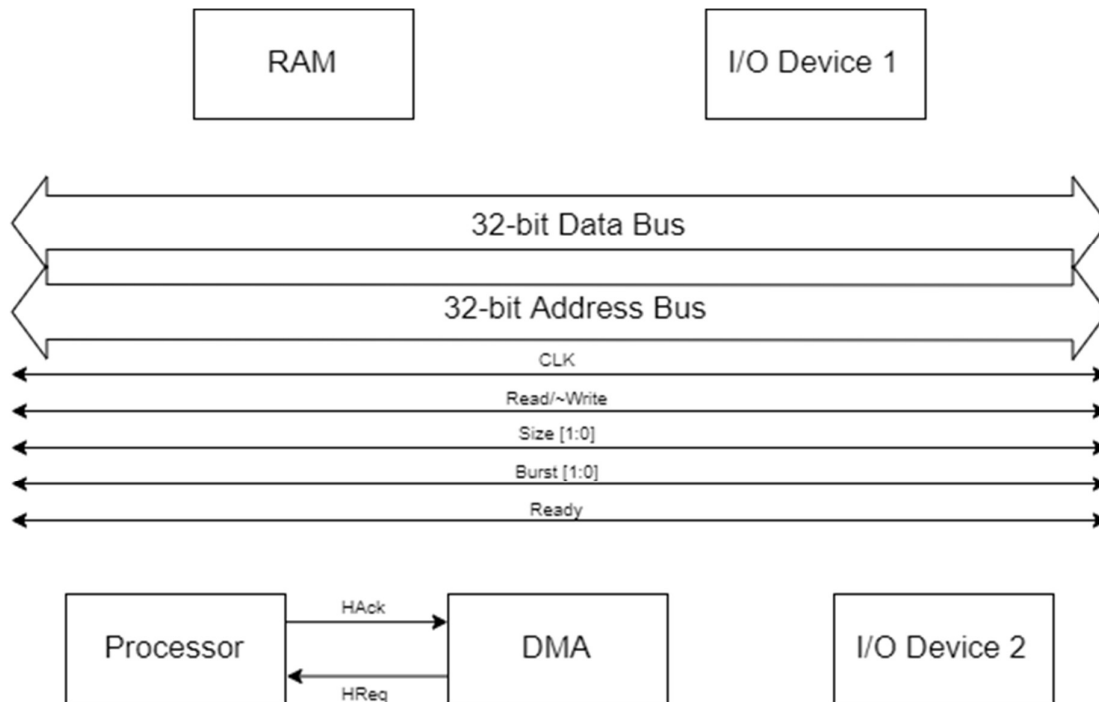 RAM
I/O Device 1
32-bit Data Bus
32-bit Address Bus
CLK
Read/~Write
Size [1:0]
Burst [1:0]
Ready
HAck
Processor
DMA
I/O Device 2
HReq